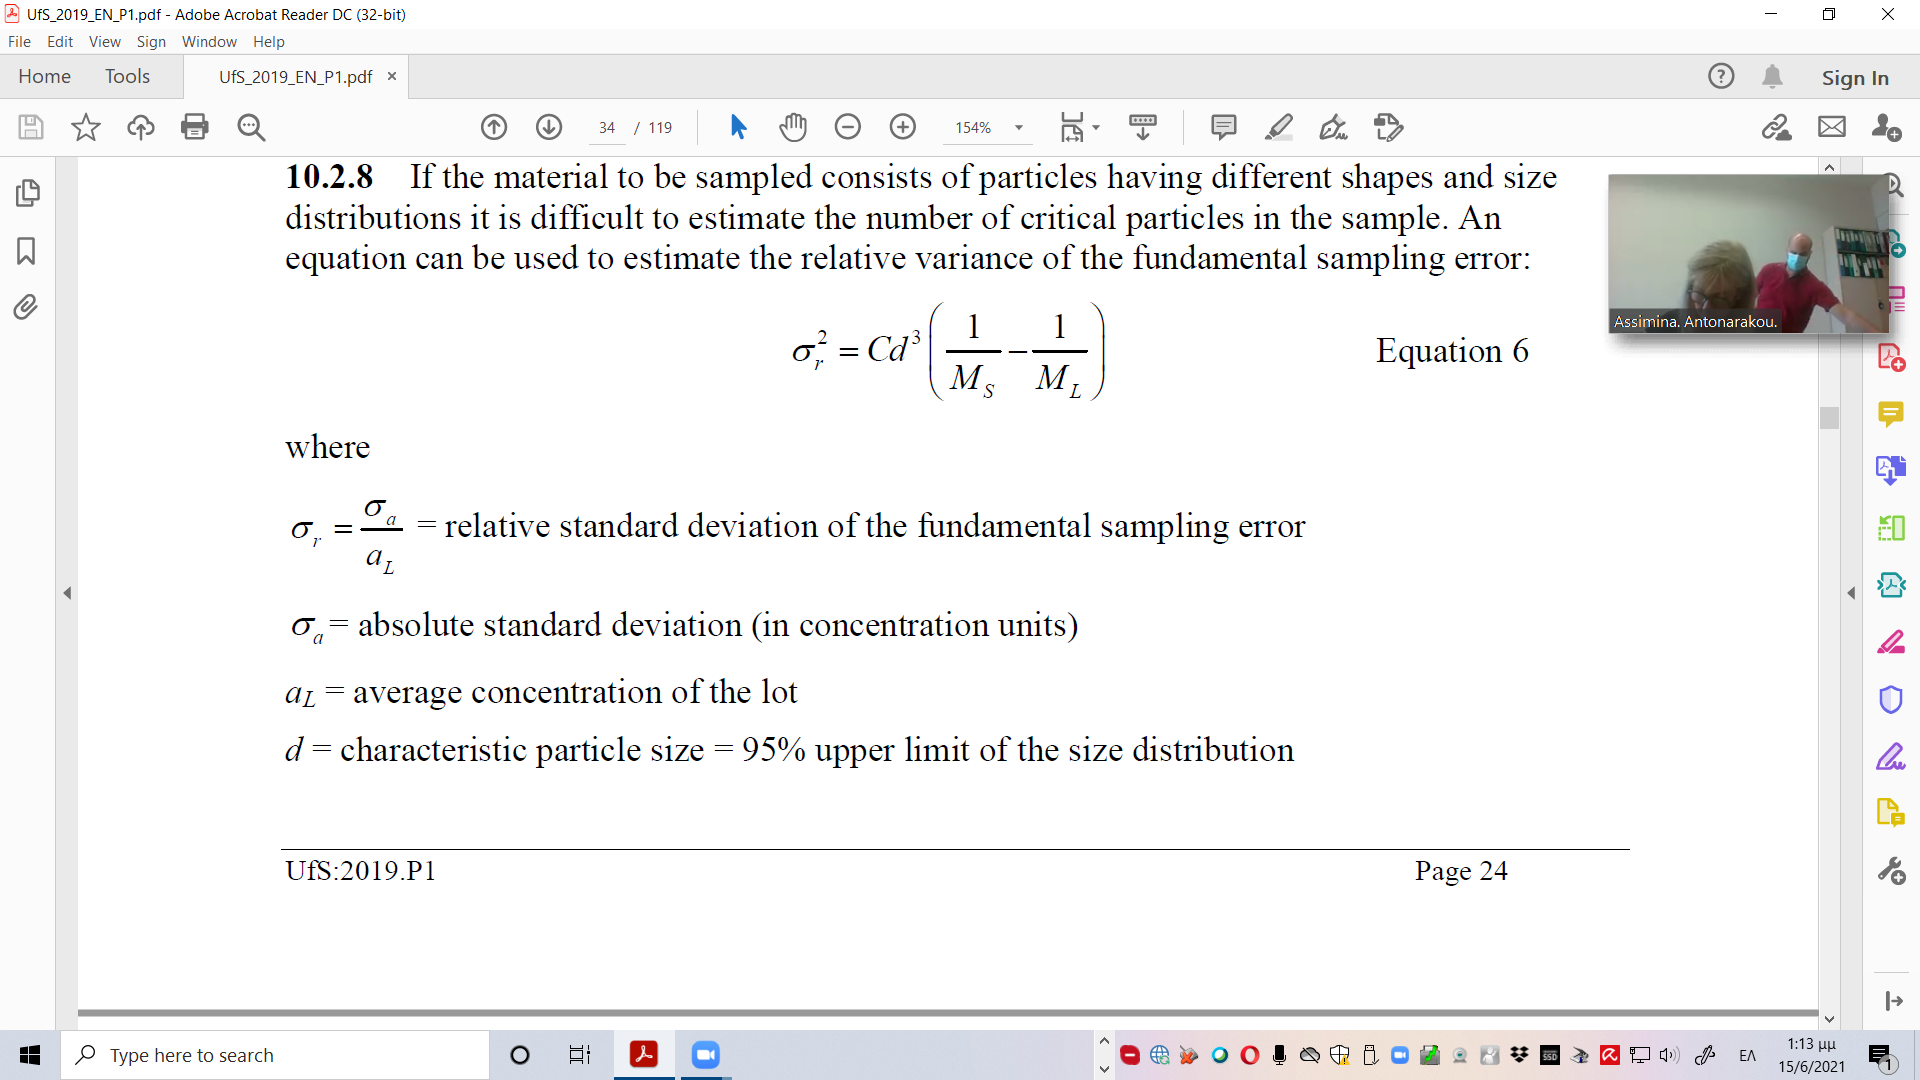 UfS_2019_EN_P1.pdf - Adobe Acrobat Reader DC (32-bit)
File Edit View Sign Window Help
Home Tools UfS_2019_EN_P1.pdf × Sign In
34 / 119 154%
10.2.8 If the material to be sampled consists of particles having different shapes and size
distributions it is difficult to estimate the number of critical particles in the sample. An
equation can be used to estimate the relative variance of the fundamental sampling error:
σ_r^2 = Cd^3 (1/M_S − 1/M_L) Equation 6
where
σ_r = σ_a/a_L = relative standard deviation of the fundamental sampling error
σ_a = absolute standard deviation (in concentration units)
a_L = average concentration of the lot
d = characteristic particle size = 95% upper limit of the size distribution
UfS:2019.P1 Page 24
Assimina. Antonarakou.
Type here to search
SSD
ΕΛ
1:13 μμ
15/6/2021
1